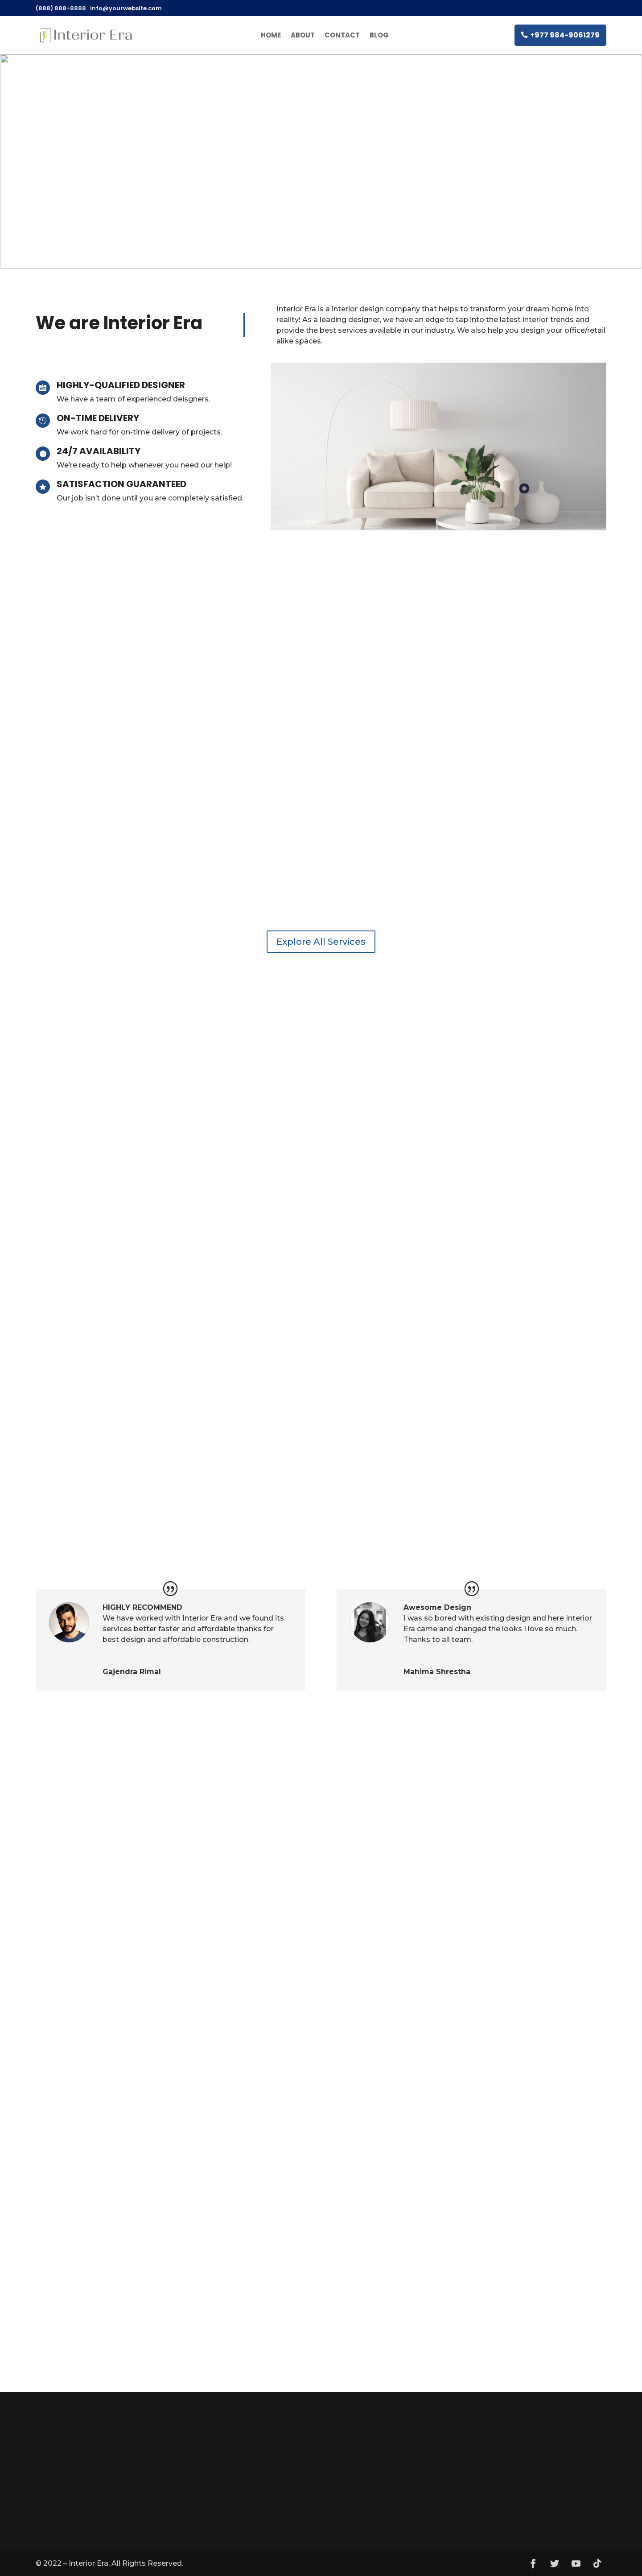 (888) 888-8888 info@yourwebsite.com
Interior Era
HOME ABOUT CONTACT BLOG
+977 984-9061279
We are Interior Era
Interior Era is a interior design company that helps to transform your dream home into
reality! As a leading designer, we have an edge to tap into the latest interior trends and
provide the best services available in our industry. We also help you design your office/retail
alike spaces.
HIGHLY-QUALIFIED DESIGNER
We have a team of experienced deisgners.
ON-TIME DELIVERY
We work hard for on-time delivery of projects.
24/7 AVAILABILITY
We’re ready to help whenever you need our help!
SATISFACTION GUARANTEED
Our job isn’t done until you are completely satisfied.
Explore All Services
HIGHLY RECOMMEND
We have worked with Interior Era and we found its
services better faster and affordable thanks for
best design and affordable construction.
Gajendra Rimal
Awesome Design
I was so bored with existing design and here Interior
Era came and changed the looks I love so much.
Thanks to all team.
Mahima Shrestha
© 2022 – Interior Era. All Rights Reserved.